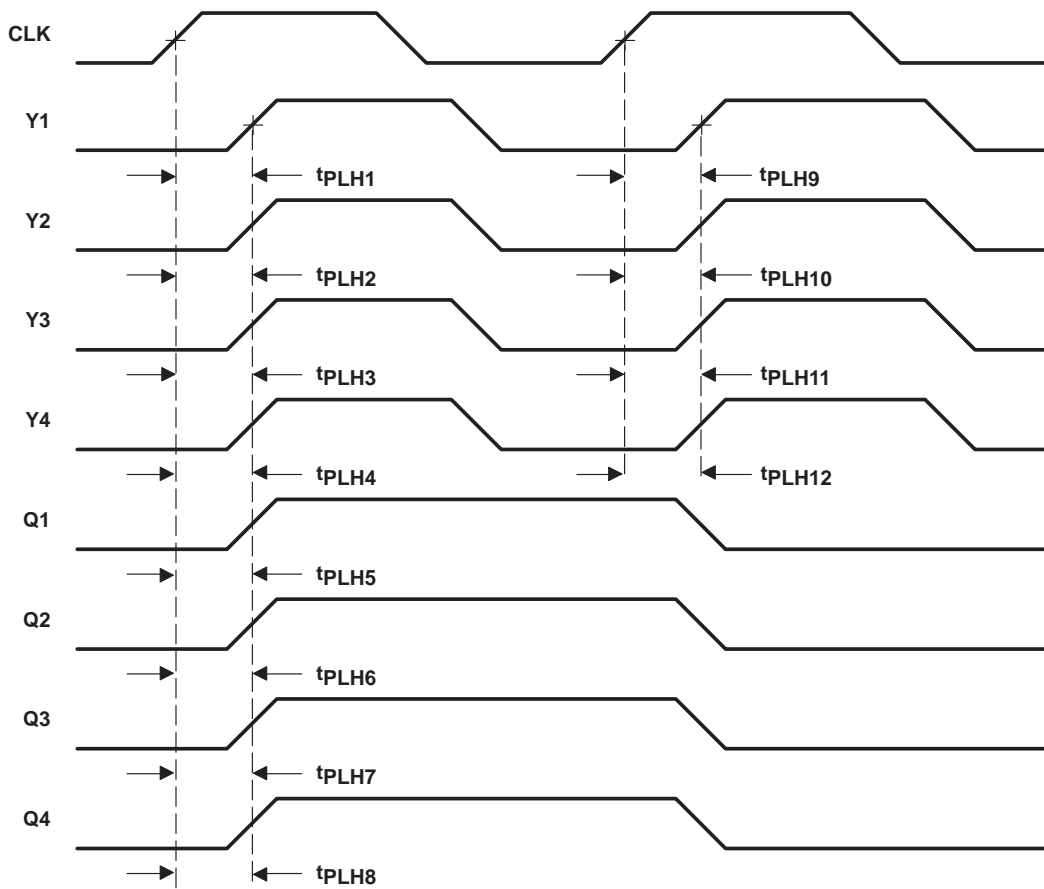 CLK
Y1
tPLH1 tPLH9
Y2
tPLH2 tPLH10
Y3
tPLH3 tPLH11
Y4
tPLH4 tPLH12
Q1
tPLH5
Q2
tPLH6
Q3
tPLH7
Q4
tPLH8